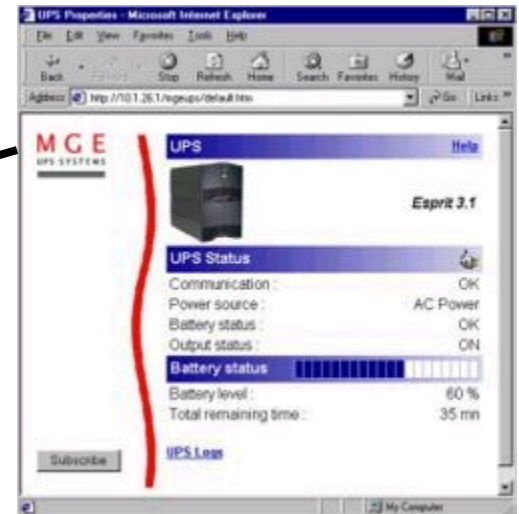 UPS Properties - Microsoft Internet Explorer
File Edit View Favorites Tools Help
Back Forward Stop Refresh Home Search Favorites History Mail
Address http://10.1.26.1/mgeups/default.htm Go Links »
MGE
UPS SYSTEMS
UPS Help
Esprit 3.1
UPS Status
Communication : OK
Power source : AC Power
Battery status : OK
Output status : ON
Battery status
Battery level : 60 %
Total remaining time : 35 mn
Subscribe
UPS Logs
My Computer